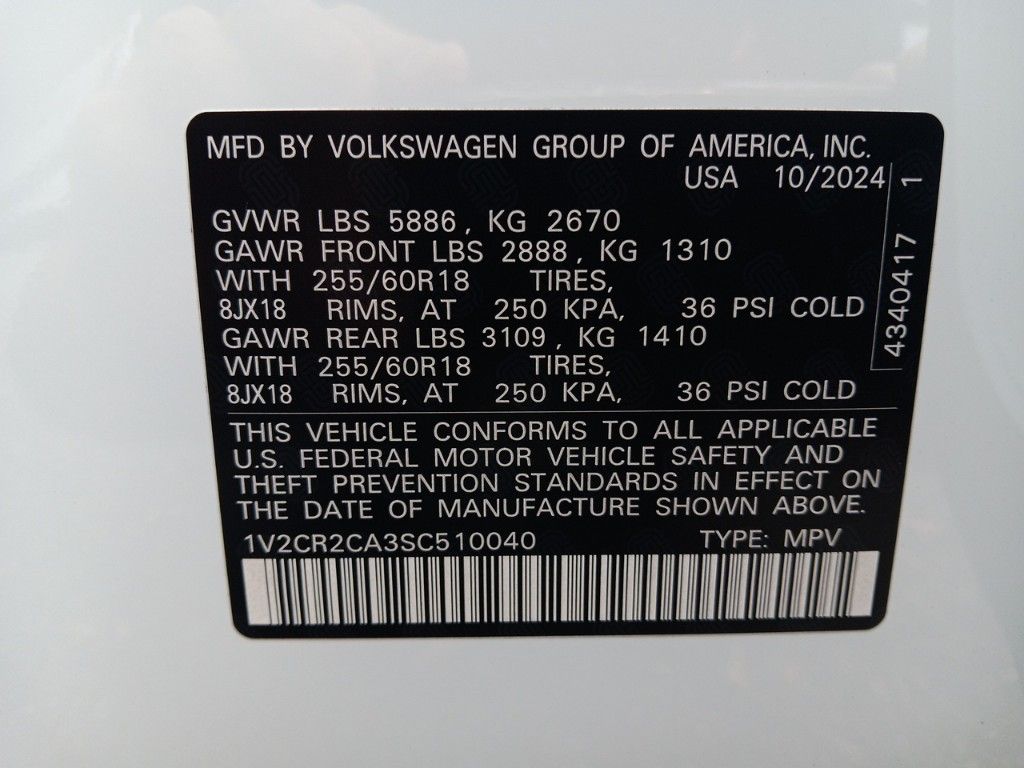 MFD BY VOLKSWAGEN GROUP OF AMERICA, INC.
USA 10/2024
GVWR LBS 5886, KG 2670
GAWR FRONT LBS 2888, KG 1310
WITH 255/60R18 TIRES,
8JX18 RIMS, AT 250 KPA, 36 PSI COLD
GAWR REAR LBS 3109, KG 1410
WITH 255/60R18 TIRES,
8JX18 RIMS, AT 250 KPA, 36 PSI COLD
4340417 1
THIS VEHICLE CONFORMS TO ALL APPLICABLE
U.S. FEDERAL MOTOR VEHICLE SAFETY AND
THEFT PREVENTION STANDARDS IN EFFECT ON
THE DATE OF MANUFACTURE SHOWN ABOVE.
1V2CR2CA3SC510040 TYPE: MPV